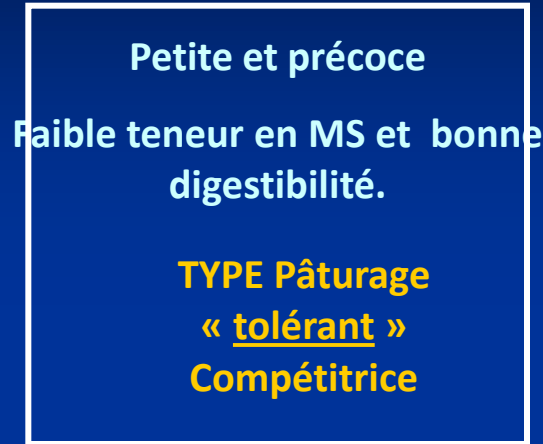 Petite et précoce
Faible teneur en MS et bonne
digestibilité.
TYPE Pâturage
« tolérant »
Compétitrice